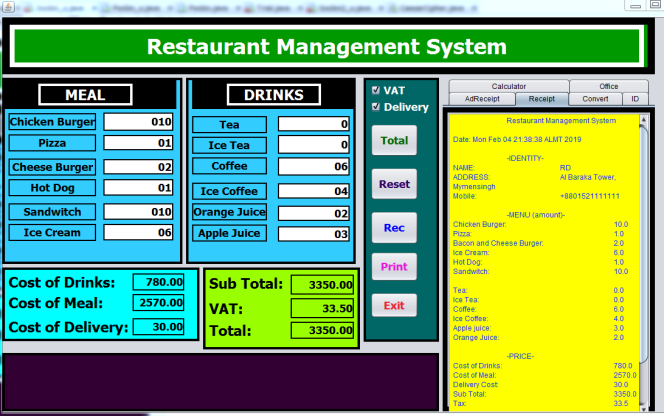 Restaurant Management System
MEAL
Chicken Burger 010
Pizza 01
Cheese Burger 02
Hot Dog 01
Sandwitch 010
Ice Cream 06
DRINKS
Tea 0
Ice Tea 0
Coffee 06
Ice Coffee 04
Orange Juice 02
Apple Juice 03
VAT
Delivery
Total
Reset
Rec
Print
Exit
Cost of Drinks: 780.00
Cost of Meal: 2570.00
Cost of Delivery: 30.00
Sub Total: 3350.00
VAT: 33.50
Total: 3350.00
Calculator Office
AdReceipt Receipt Convert ID
Restaurant Management System
Date: Mon Feb 04 21:38:38 ALMT 2019
-IDENTITY-
NAME: RD
ADDRESS: Al Baraka Tower,
Mymensingh
Mobile: +8801521111111
-MENU (amount)-
Chicken Burger: 10.0
Pizza: 1.0
Bacon and Cheese Burger: 2.0
Ice Cream: 6.0
Hot Dog: 1.0
Sandwitch: 10.0
Tea: 0.0
Ice Tea: 0.0
Coffee: 6.0
Ice Coffee: 4.0
Apple juice: 3.0
Orange Juice: 2.0
-PRICE-
Cost of Drinks: 780.0
Cost of Meal: 2570.0
Delivery Cost: 30.0
Sub Total: 3350.0
Tax: 33.5